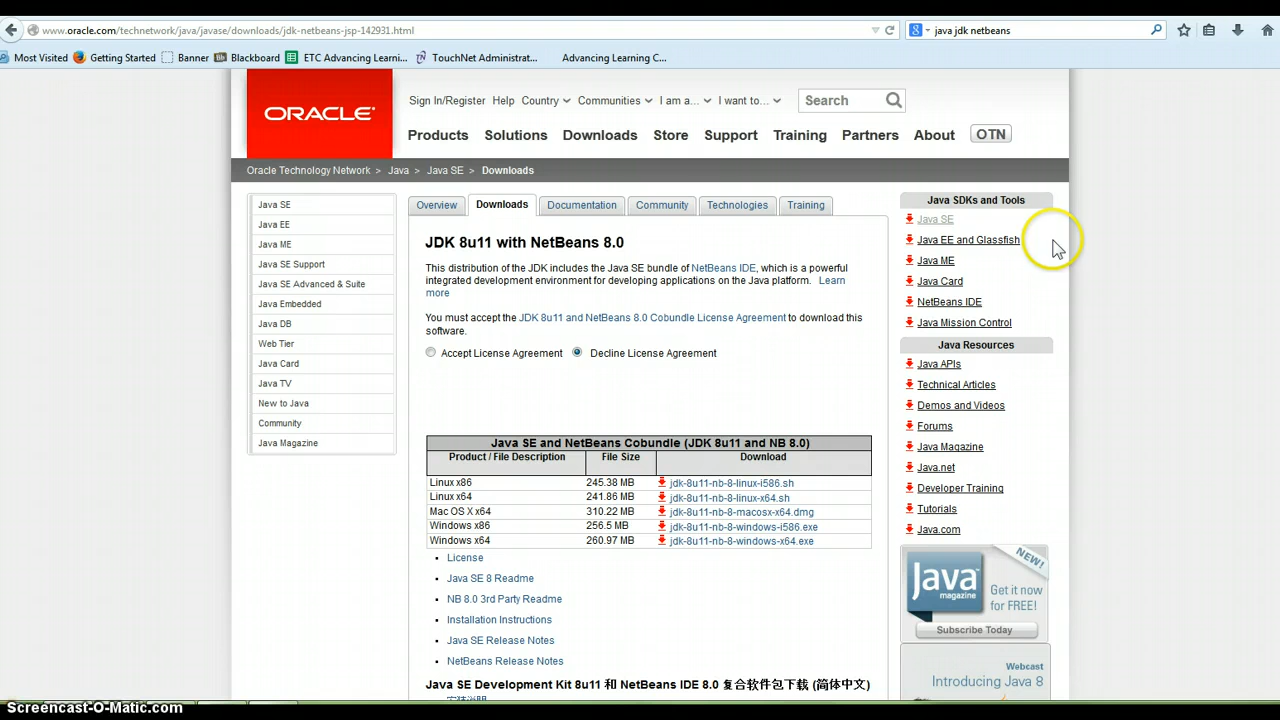 www.oracle.com/technetwork/java/javase/downloads/jdk-netbeans-jsp-142931.html
java jdk netbeans
Most Visited
Getting Started
Banner
Blackboard
ETC Advancing Learni...
TouchNet Administrat...
Advancing Learning C...
ORACLE
Sign In/Register Help Country Communities I am a... I want to... Search
Products Solutions Downloads Store Support Training Partners About OTN
Oracle Technology Network > Java > Java SE > Downloads
Java SE
Java EE
Java ME
Java SE Support
Java SE Advanced & Suite
Java Embedded
Java DB
Web Tier
Java Card
Java TV
New to Java
Community
Java Magazine
Overview Downloads Documentation Community Technologies Training
JDK 8u11 with NetBeans 8.0
This distribution of the JDK includes the Java SE bundle of NetBeans IDE, which is a powerful
integrated development environment for developing applications on the Java platform. Learn
more
You must accept the JDK 8u11 and NetBeans 8.0 Cobundle License Agreement to download this
software.
Accept License Agreement Decline License Agreement
Java SE and NetBeans Cobundle (JDK 8u11 and NB 8.0)
Product / File Description File Size Download
Linux x86 245.38 MB jdk-8u11-nb-8-linux-i586.sh
Linux x64 241.86 MB jdk-8u11-nb-8-linux-x64.sh
Mac OS X x64 310.22 MB jdk-8u11-nb-8-macosx-x64.dmg
Windows x86 256.5 MB jdk-8u11-nb-8-windows-i586.exe
Windows x64 260.97 MB jdk-8u11-nb-8-windows-x64.exe
License
Java SE 8 Readme
NB 8.0 3rd Party Readme
Installation Instructions
Java SE Release Notes
NetBeans Release Notes
Java SE Development Kit 8u11 和 NetBeans IDE 8.0 复合软件包下载 (简体中文)
Java SDKs and Tools
Java SE
Java EE and Glassfish
Java ME
Java Card
NetBeans IDE
Java Mission Control
Java Resources
Java APIs
Technical Articles
Demos and Videos
Forums
Java Magazine
Java.net
Developer Training
Tutorials
Java.com
NEW!
Java
magazine
Get it now
for FREE!
Subscribe Today
Webcast
Introducing Java 8
Screencast-O-Matic.com